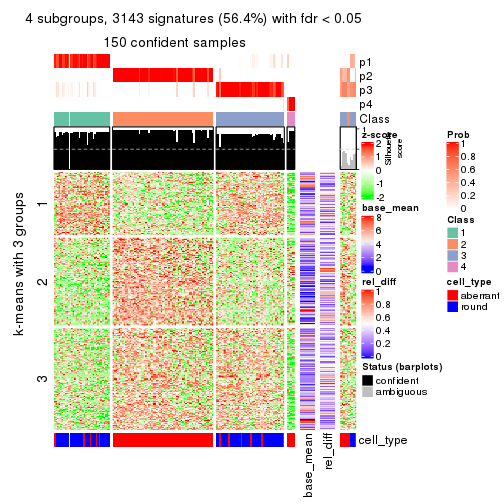 4 subgroups, 3143 signatures (56.4%) with fdr < 0.05
150 confident samples
p1
p2
p3
p4
Class
Silhouette score
1
k-means with 3 groups
1
2
3
base_mean
rel_diff
cell_type
z-score
2
1
0
-1
-2
base_mean
8
6
4
2
0
rel_diff
1
0.8
0.6
0.4
0.2
0
Status (barplots)
confident
ambiguous
Prob
1
0.8
0.6
0.4
0.2
0
Class
1
2
3
4
cell_type
aberrant
round